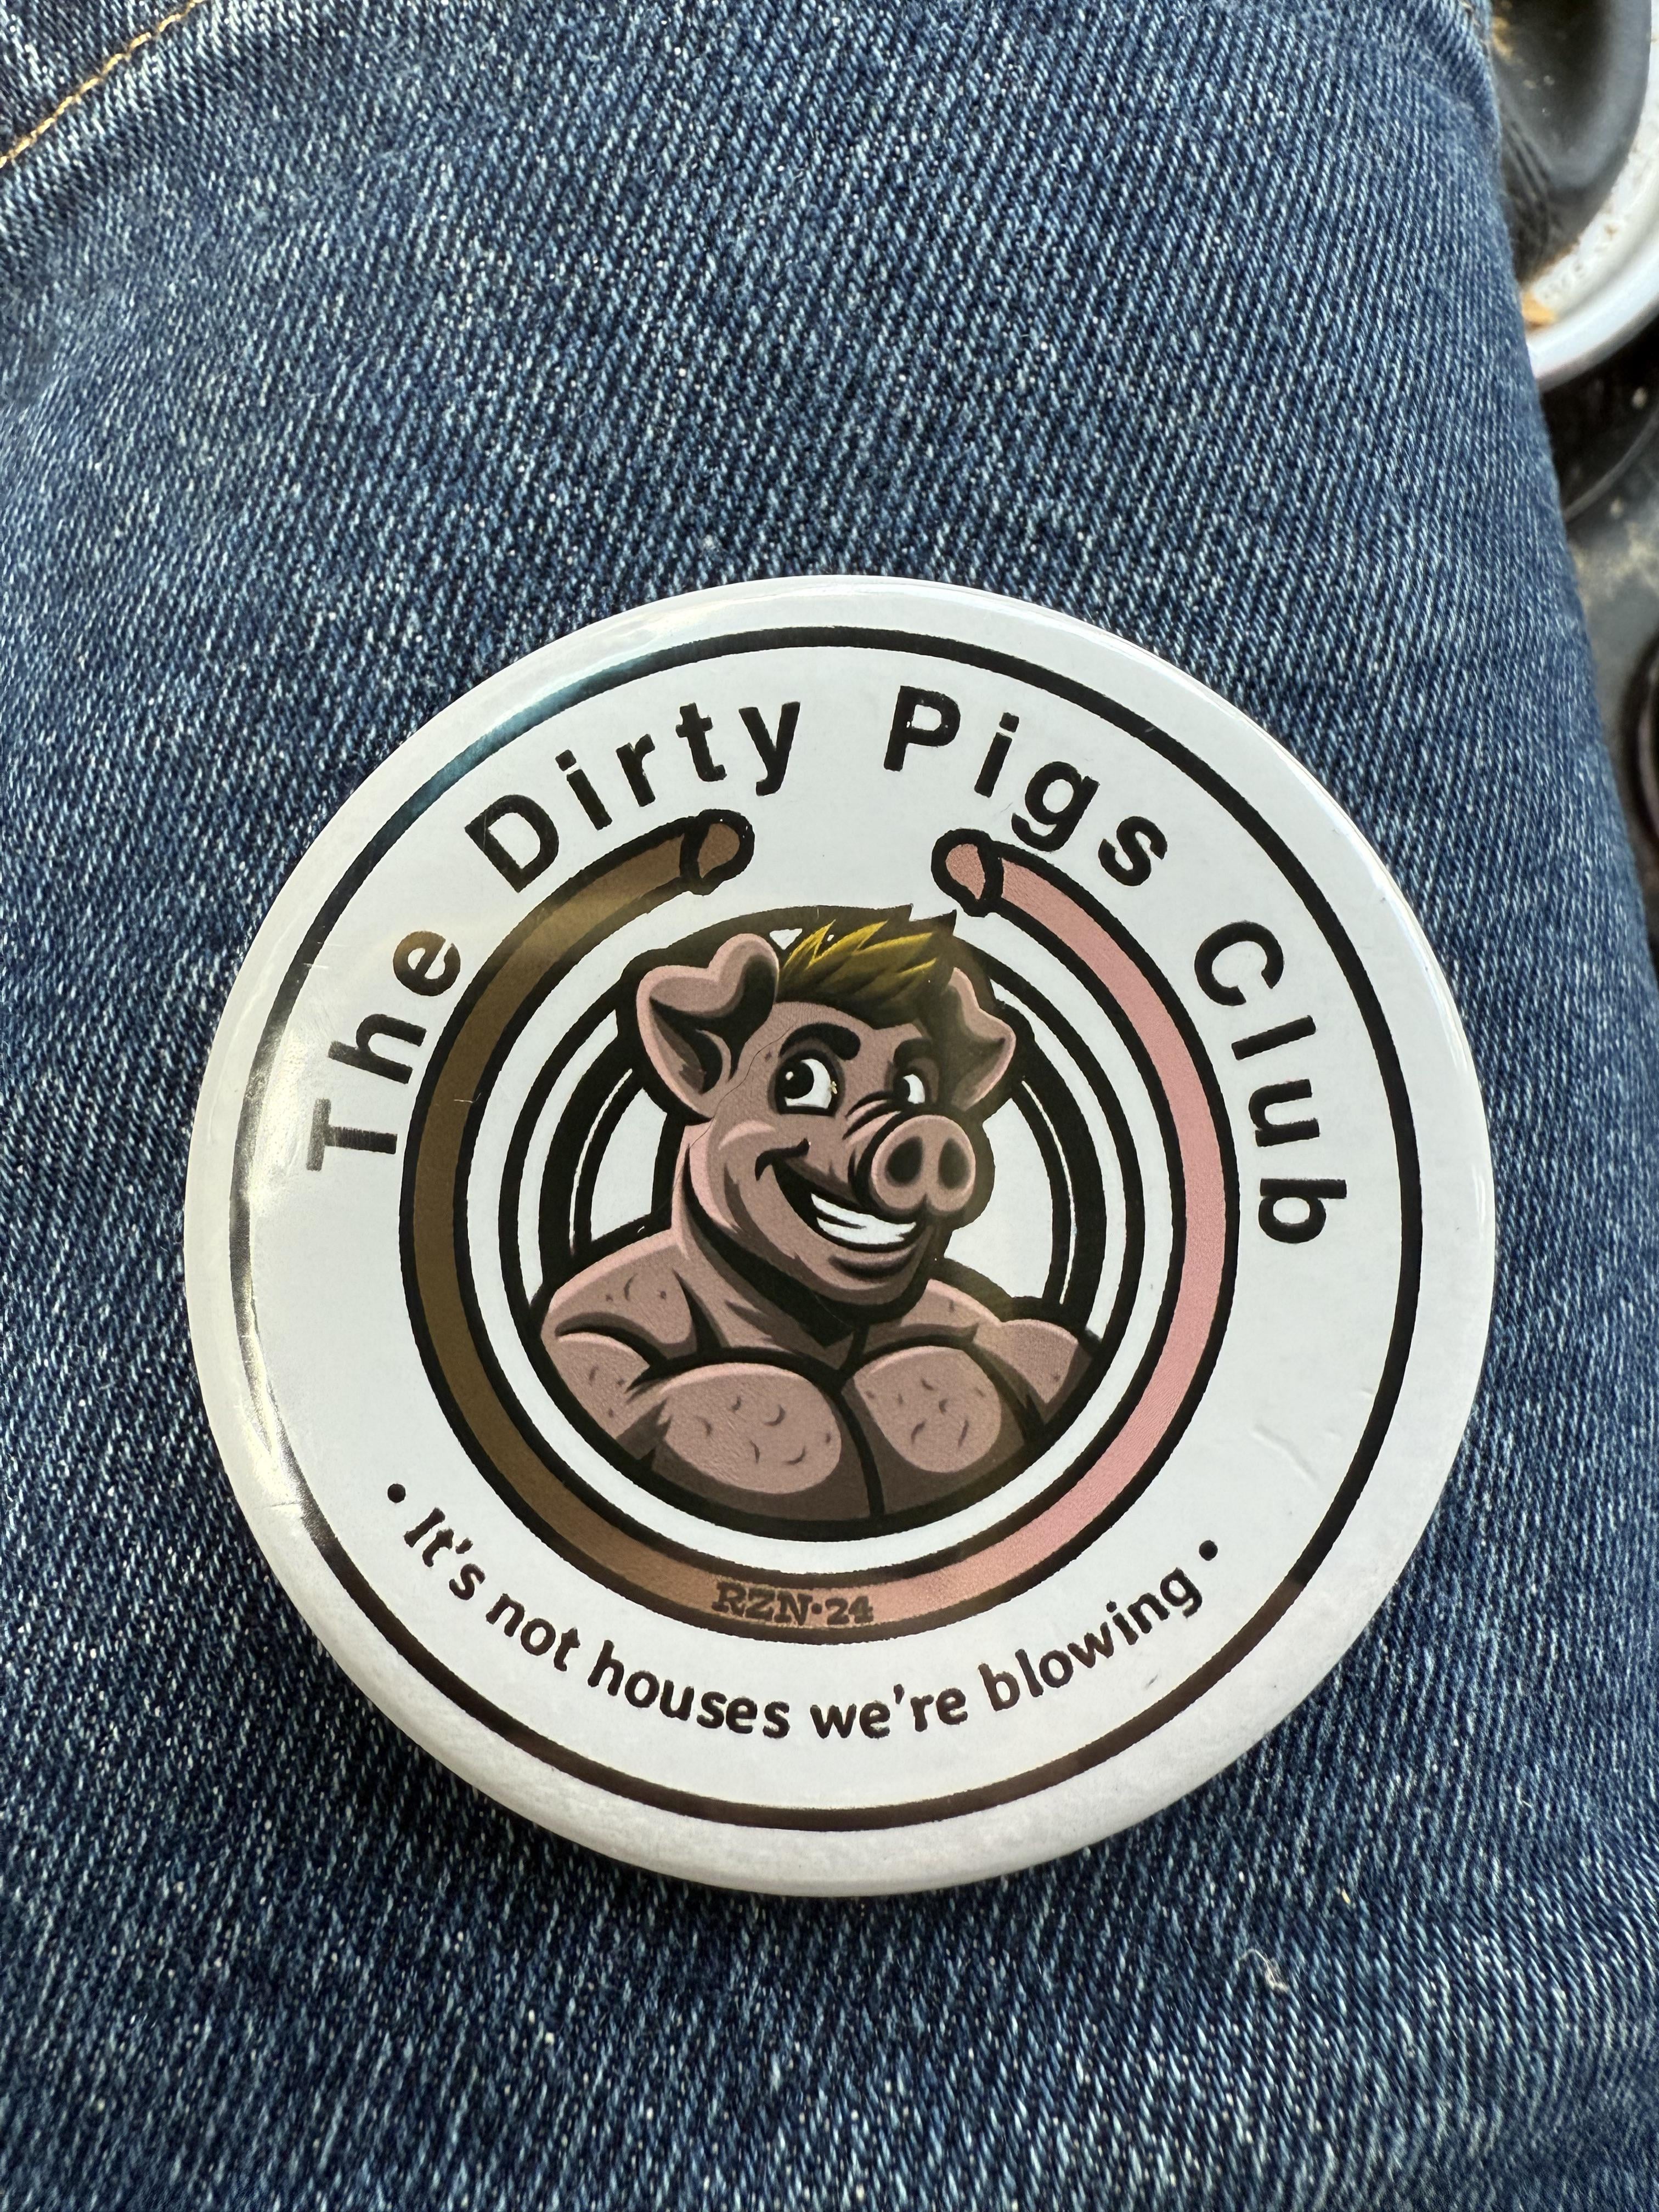 The Dirty Pigs Club
RZN•24
• It's not houses we're blowing •